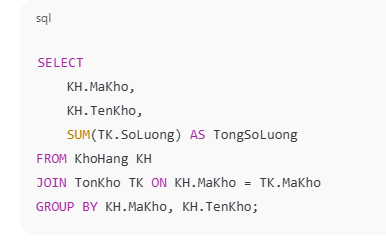 sql
SELECT
    KH.MaKho,
    KH.TenKho,
    SUM(TK.SoLuong) AS TongSoLuong
FROM KhoHang KH
JOIN TonKho TK ON KH.MaKho = TK.MaKho
GROUP BY KH.MaKho, KH.TenKho;